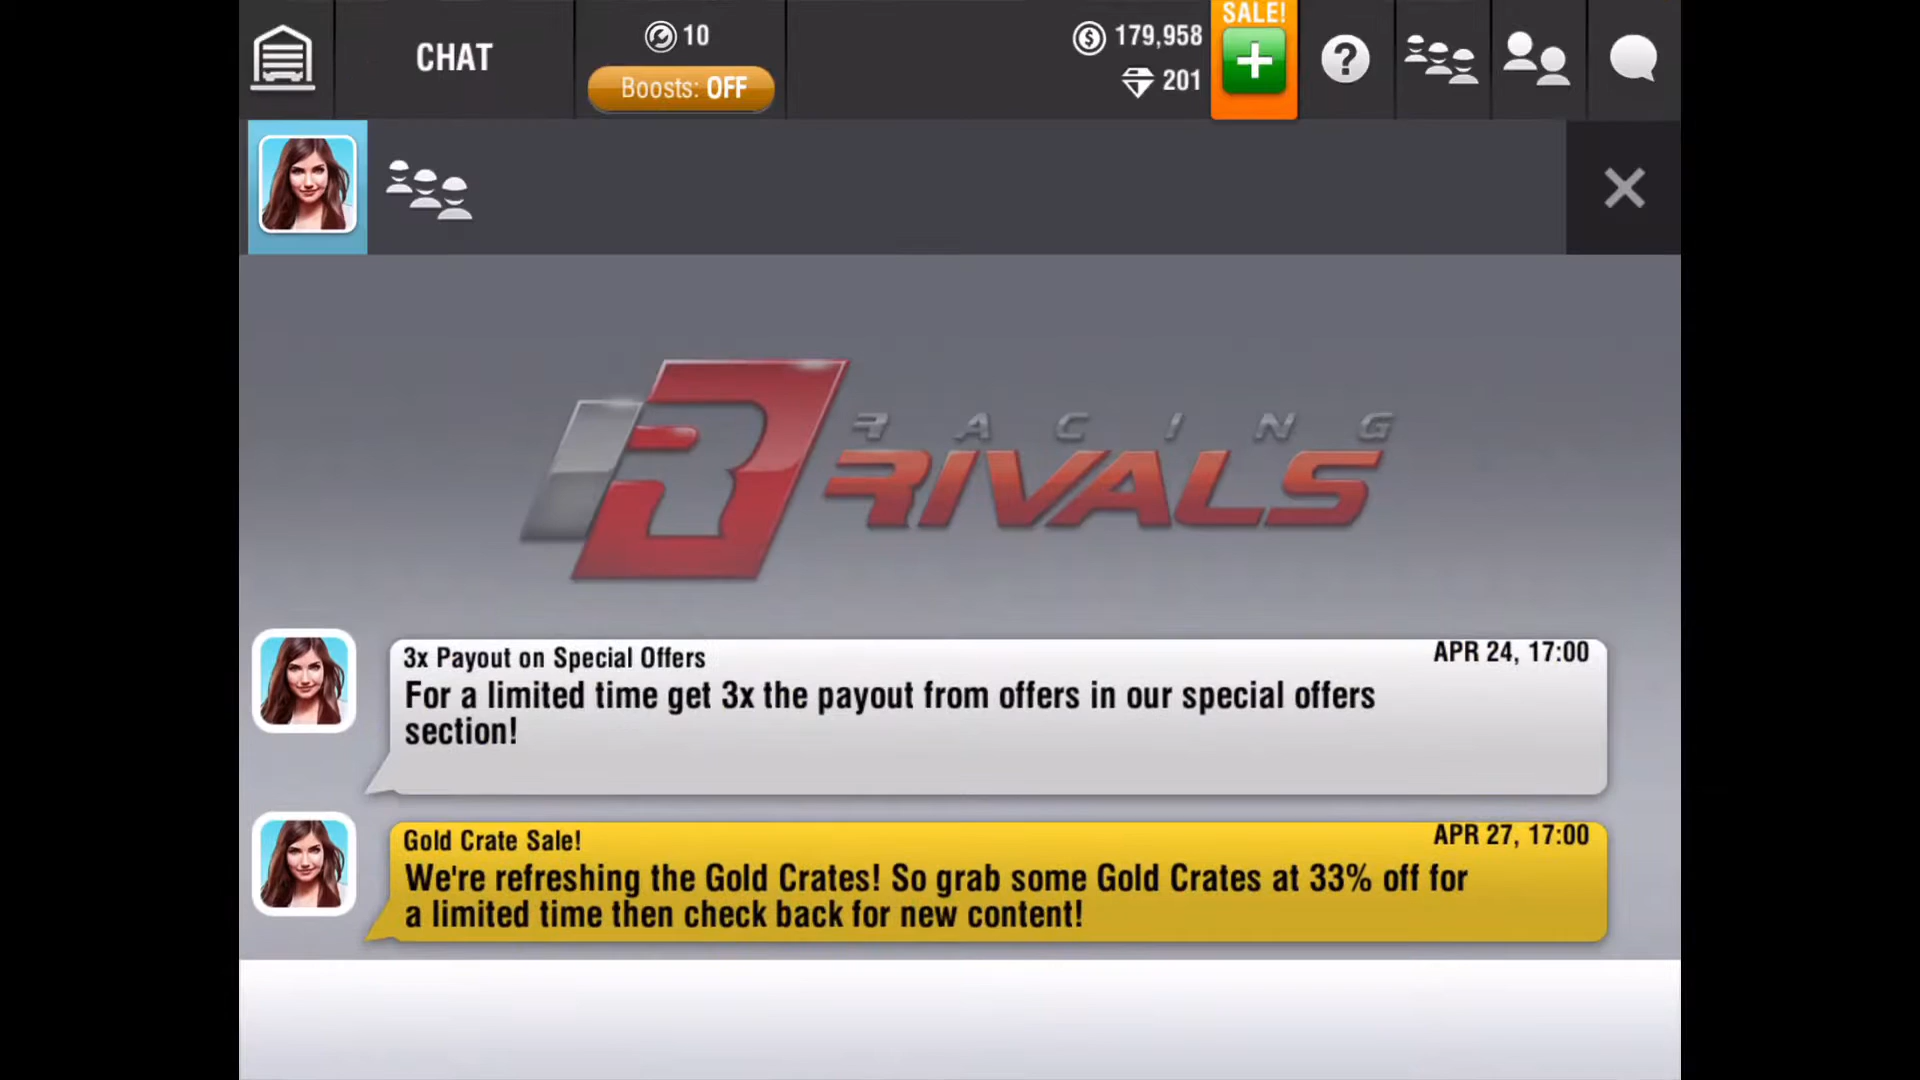 CHAT
10
Boosts: OFF
179,958
201
SALE!
?
RACING
RIVALS
3x Payout on Special Offers
APR 24, 17:00
For a limited time get 3x the payout from offers in our special offers
section!
Gold Crate Sale!
APR 27, 17:00
We're refreshing the Gold Crates! So grab some Gold Crates at 33% off for
a limited time then check back for new content!